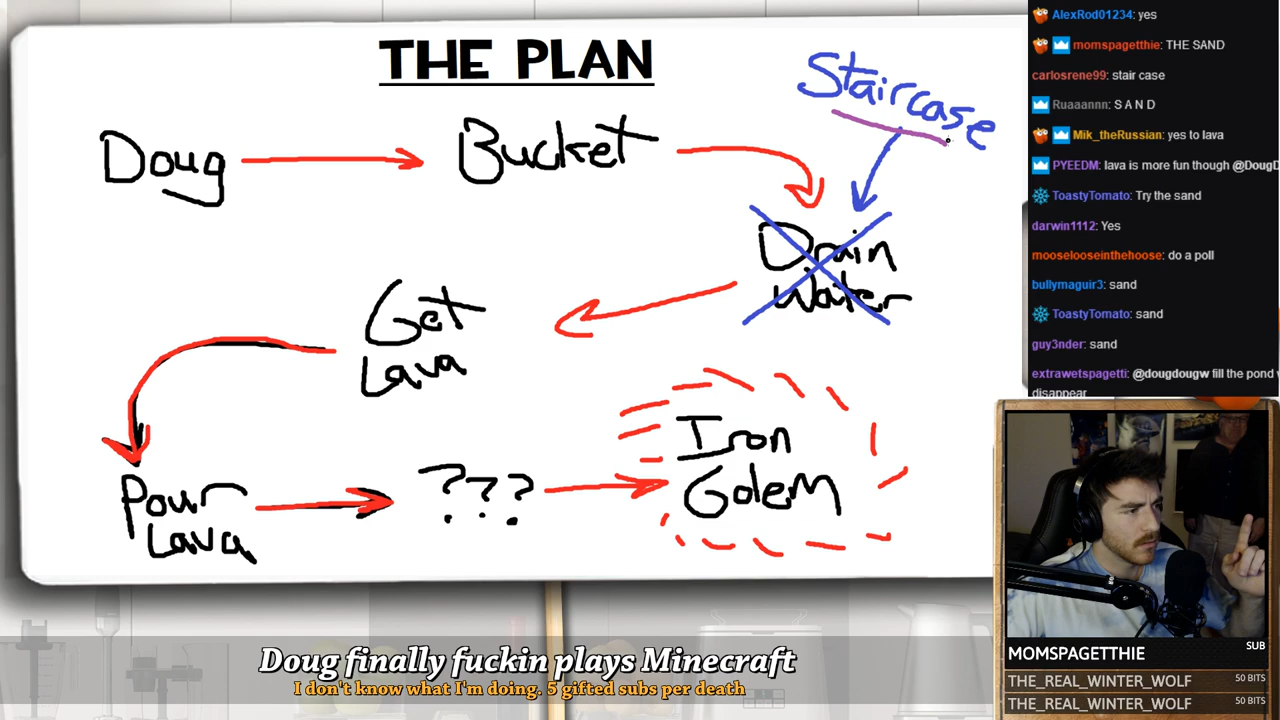 THE PLAN
Staircase
Doug
Bucket
Drain
Water
Get
Lava
Pour
Lava
???
Iron
Golem
AlexRod01234: yes
momspagetthie: THE SAND
carlosrene99: stair case
Ruaaannn: S A N D
Mik_theRussian: yes to lava
PYEEDM: lava is more fun though @DougD
ToastyTomato: Try the sand
darwin1112: Yes
mooselooseinthehoose: do a poll
bullymaguir3: sand
ToastyTomato: sand
guy3nder: sand
extrawetspagetti: @dougdougw fill the pond
disappear
MOMSPAGETTHIE SUB
THE_REAL_WINTER_WOLF 50 BITS
THE_REAL_WINTER_WOLF 50 BITS
Doug finally fuckin plays Minecraft
I don't know what I'm doing. 5 gifted subs per death